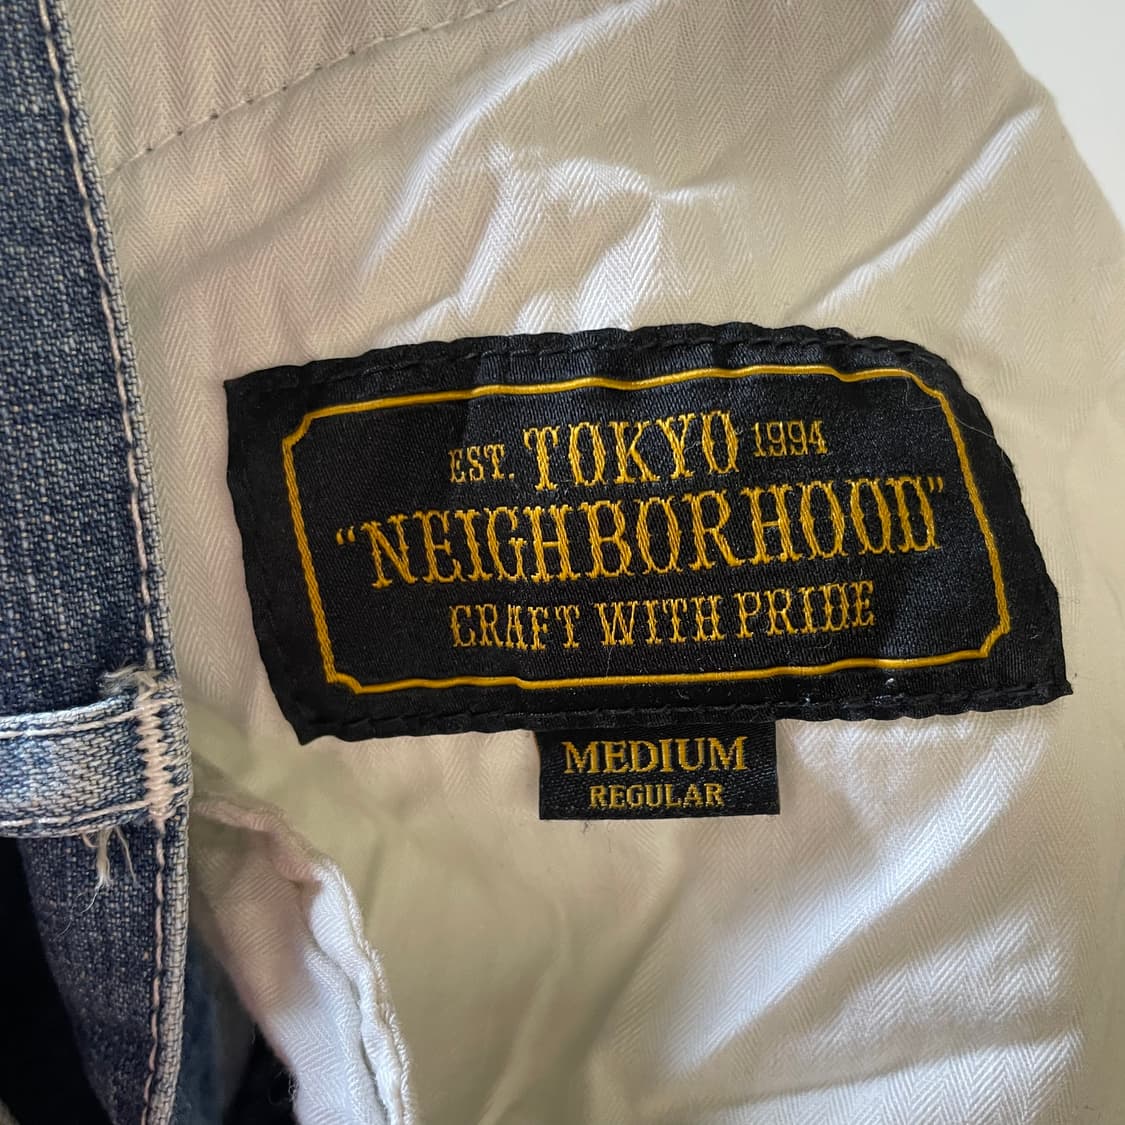 EST. TOKYO 1994
"NEIGHBORHOOD"
CRAFT WITH PRIDE
MEDIUM
REGULAR